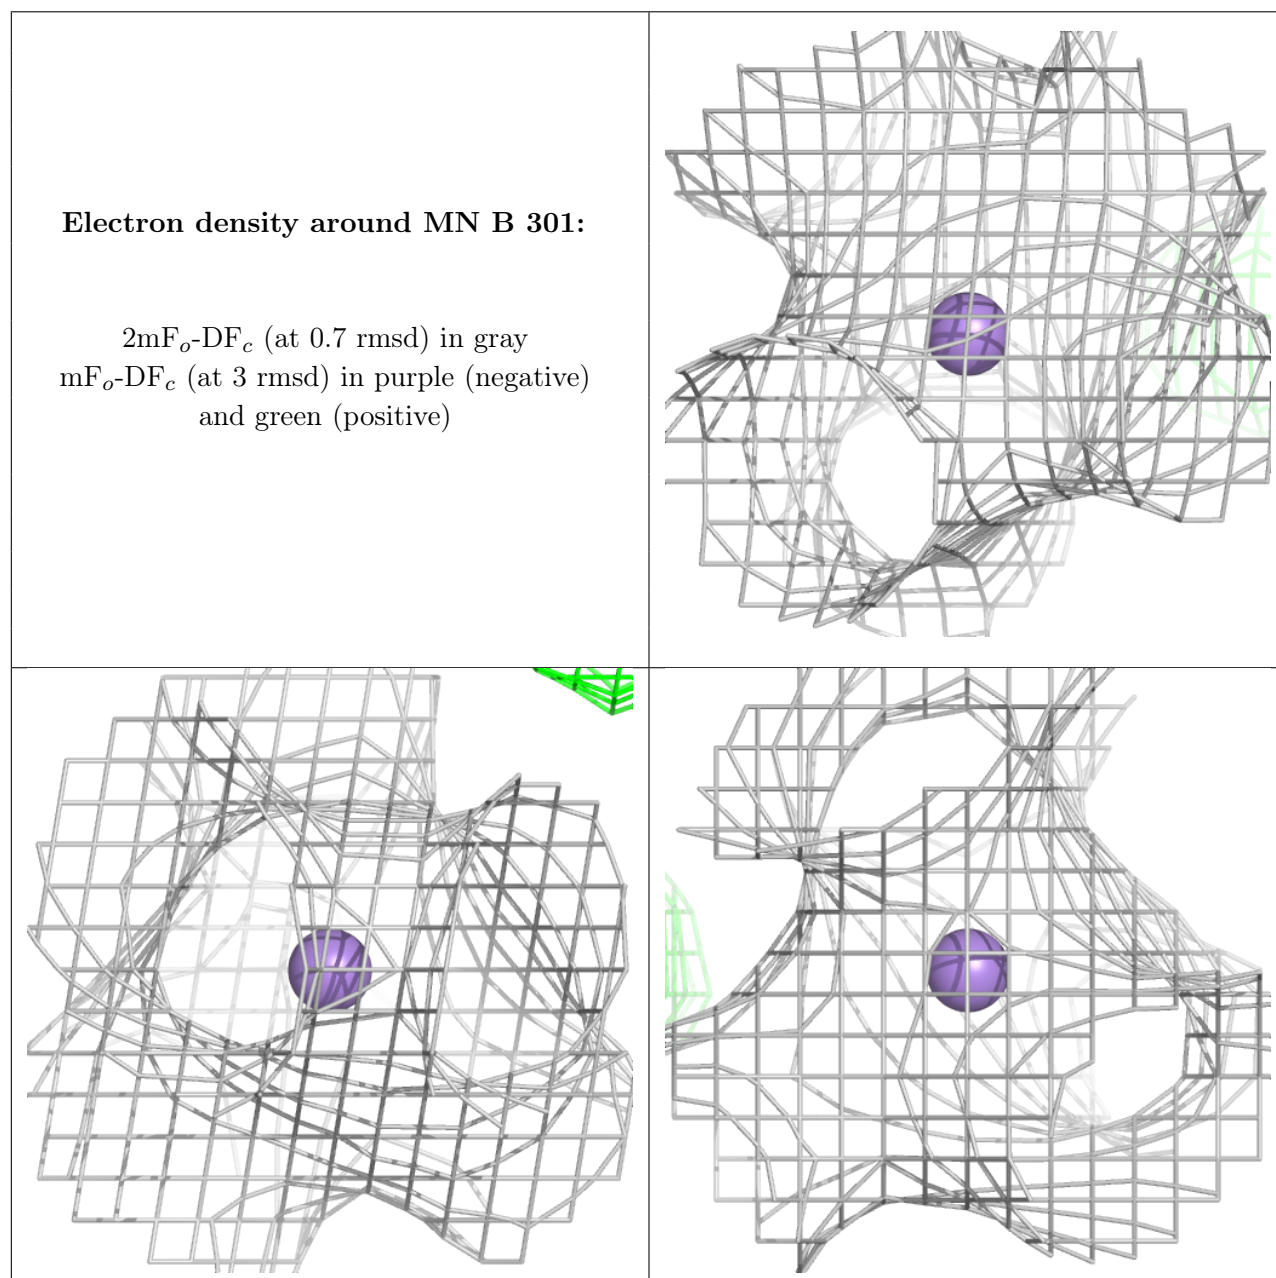 Electron density around MN B 301:
2mFo-DFc (at 0.7 rmsd) in gray
mFo-DFc (at 3 rmsd) in purple (negative)
and green (positive)